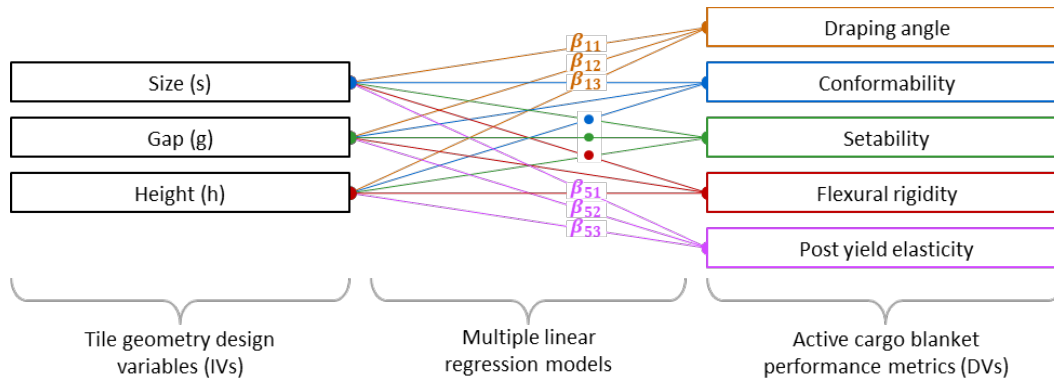 Size (s)
Gap (g)
Height (h)
β11
β12
β13
β51
β52
β53
Draping angle
Conformability
Setability
Flexural rigidity
Post yield elasticity
Tile geometry design
variables (IVs)
Multiple linear
regression models
Active cargo blanket
performance metrics (DVs)